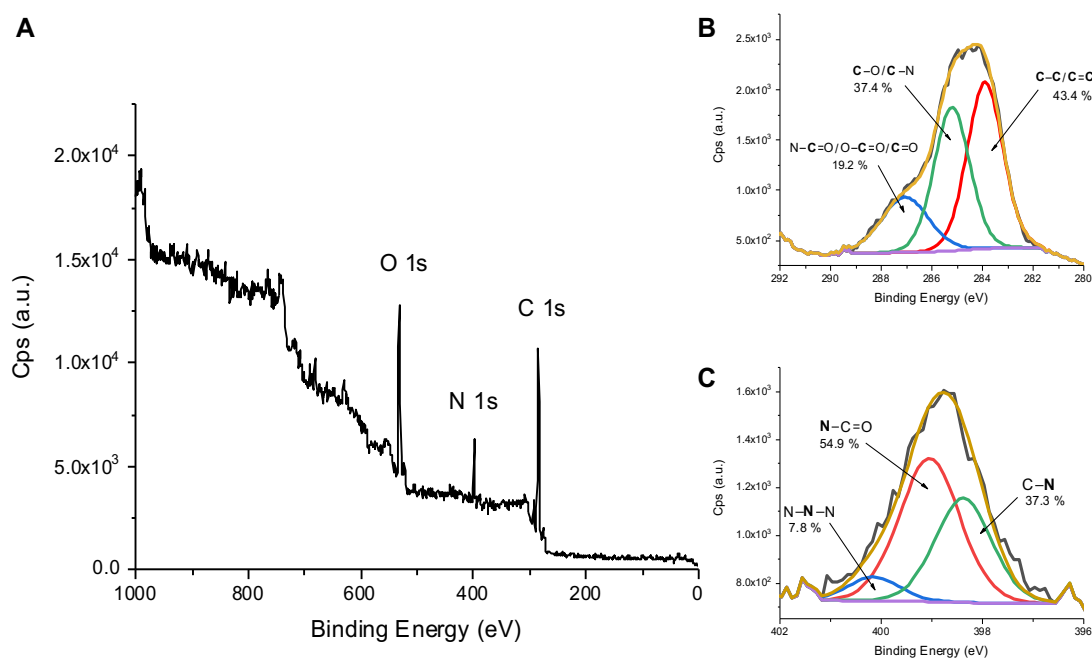 A
Cps (a.u.)
2.0x10⁴
1.5x10⁴
1.0x10⁴
5.0x10³
0.0
O 1s
N 1s
C 1s
1000
800
600
400
200
0
Binding Energy (eV)
B
Cps (a.u.)
2.5x10³
2.0x10³
1.5x10³
1.0x10³
5.0x10²
C–O/C–N
37.4 %
C–C/C=C
43.4 %
N–C=O/O–C=O/C=O
19.2 %
292
290
288
286
284
282
280
Binding Energy (eV)
C
Cps (a.u.)
1.6x10³
1.4x10³
1.2x10³
1.0x10³
8.0x10²
N–C=O
54.9 %
C–N
37.3 %
N–N–N
7.8 %
402
400
398
396
Binding Energy (eV)